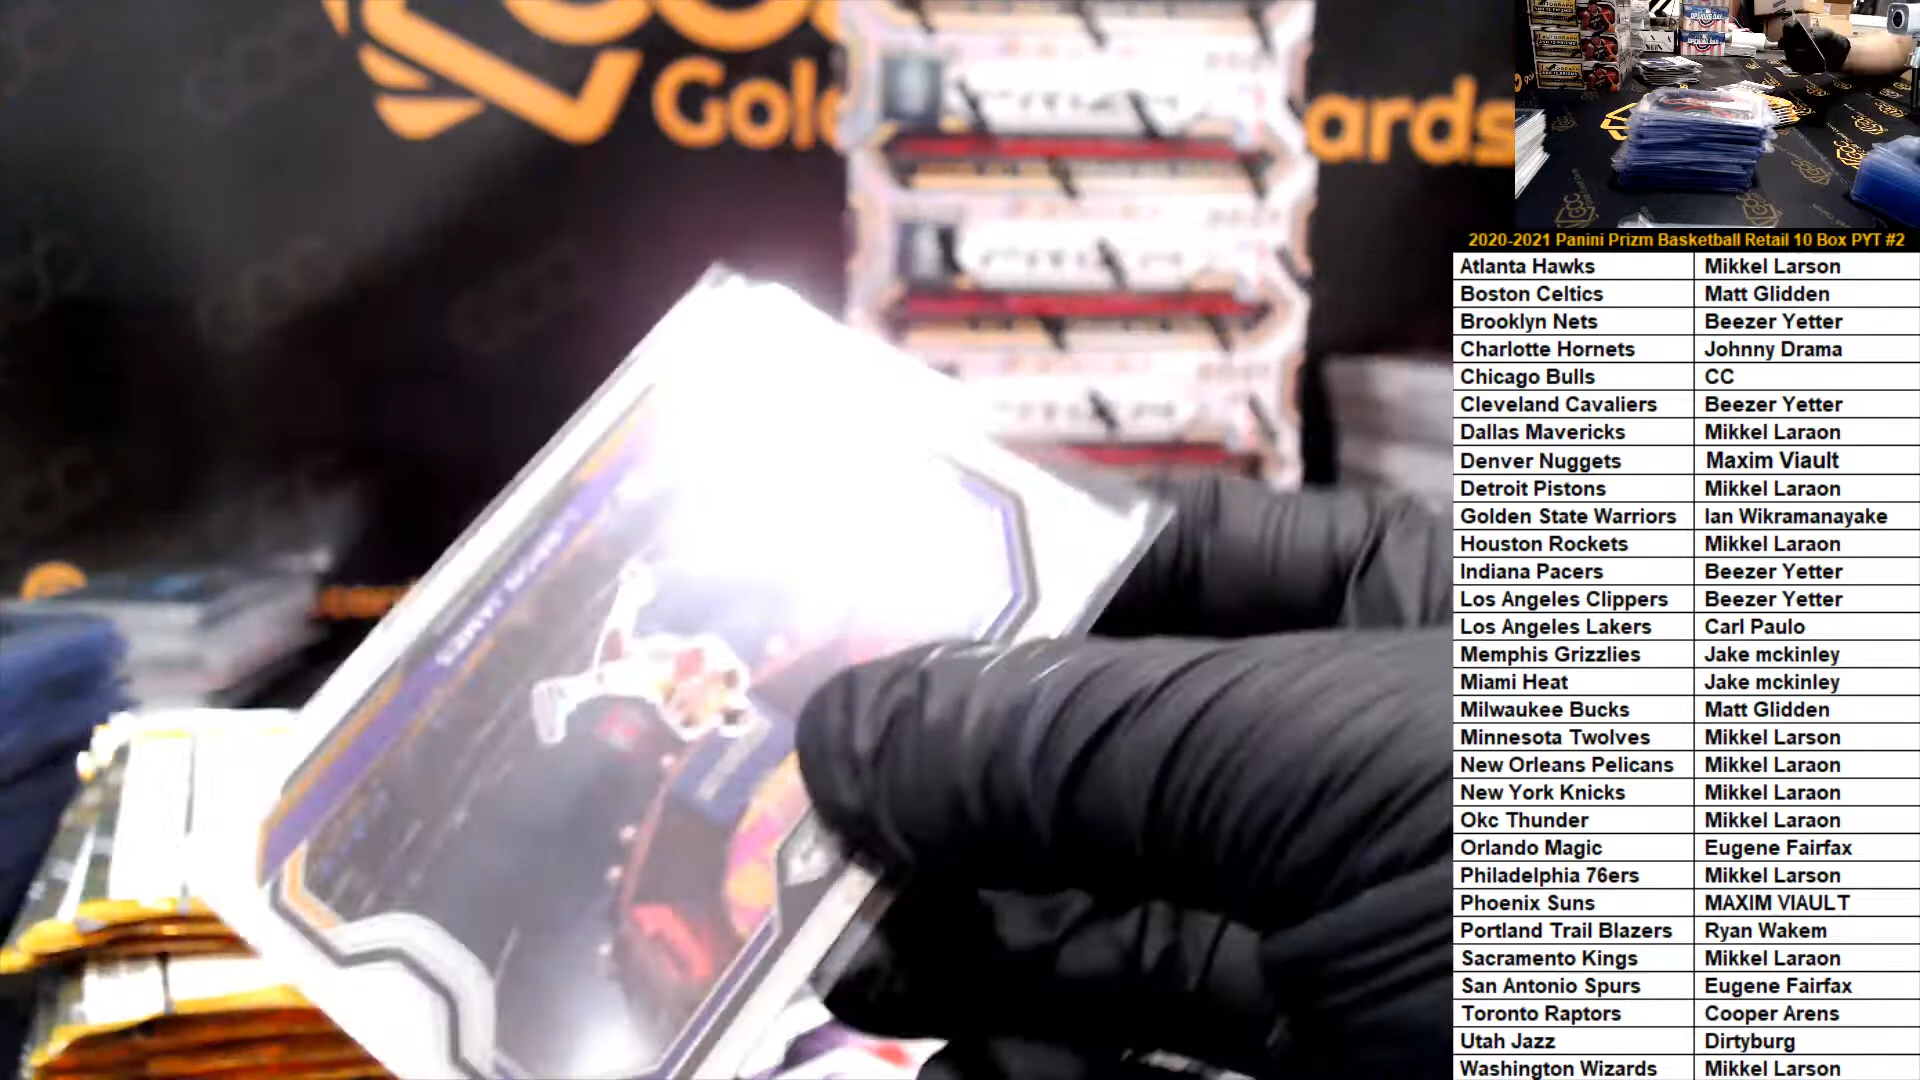 Gold
ards
2020-2021 Panini Prizm Basketball Retail 10 Box PYT #2
Atlanta Hawks Mikkel Larson
Boston Celtics Matt Glidden
Brooklyn Nets Beezer Yetter
Charlotte Hornets Johnny Drama
Chicago Bulls CC
Cleveland Cavaliers Beezer Yetter
Dallas Mavericks Mikkel Laraon
Denver Nuggets Maxim Viault
Detroit Pistons Mikkel Laraon
Golden State Warriors Ian Wikramanayake
Houston Rockets Mikkel Laraon
Indiana Pacers Beezer Yetter
Los Angeles Clippers Beezer Yetter
Los Angeles Lakers Carl Paulo
Memphis Grizzlies Jake mckinley
Miami Heat Jake mckinley
Milwaukee Bucks Matt Glidden
Minnesota Twolves Mikkel Larson
New Orleans Pelicans Mikkel Laraon
New York Knicks Mikkel Laraon
Okc Thunder Mikkel Laraon
Orlando Magic Eugene Fairfax
Philadelphia 76ers Mikkel Larson
Phoenix Suns MAXIM VIAULT
Portland Trail Blazers Ryan Wakem
Sacramento Kings Mikkel Laraon
San Antonio Spurs Eugene Fairfax
Toronto Raptors Cooper Arens
Utah Jazz Dirtyburg
Washington Wizards Mikkel Larson